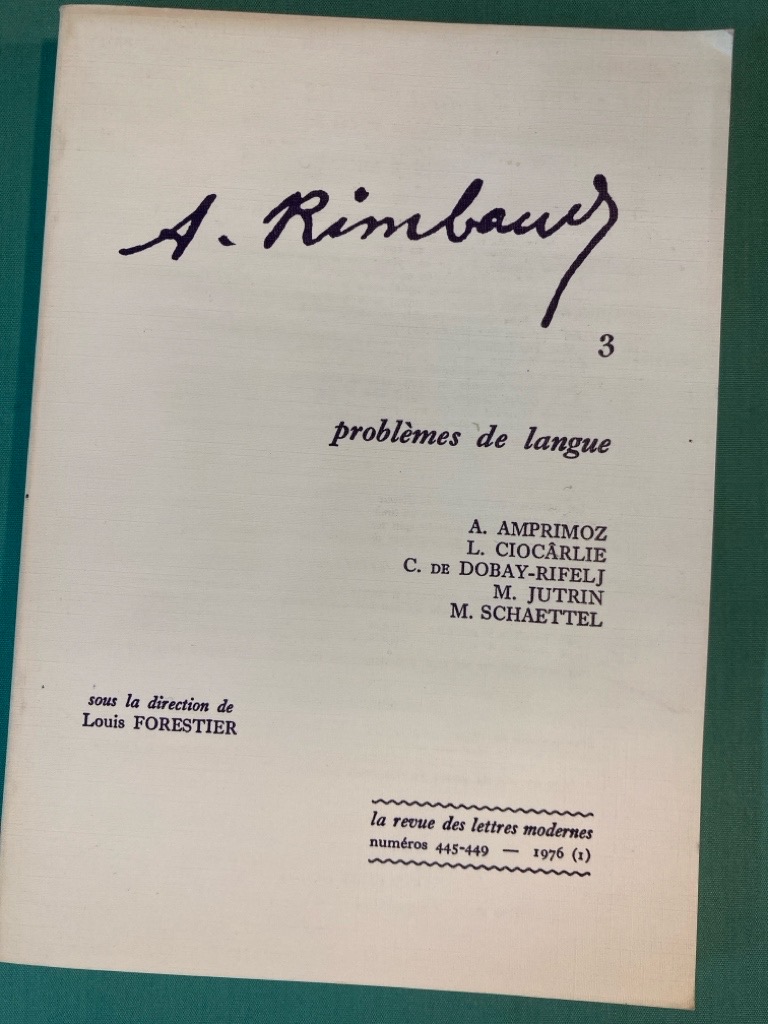 A. Rimbaud
3
problèmes de langue
A. AMPRIMOZ
L. CIOCÂRLIE
C. DE DOBAY-RIFELJ
M. JUTRIN
M. SCHAETTEL
sous la direction de
Louis FORESTIER
la revue des lettres modernes
numéros 445-449 — 1976 (1)